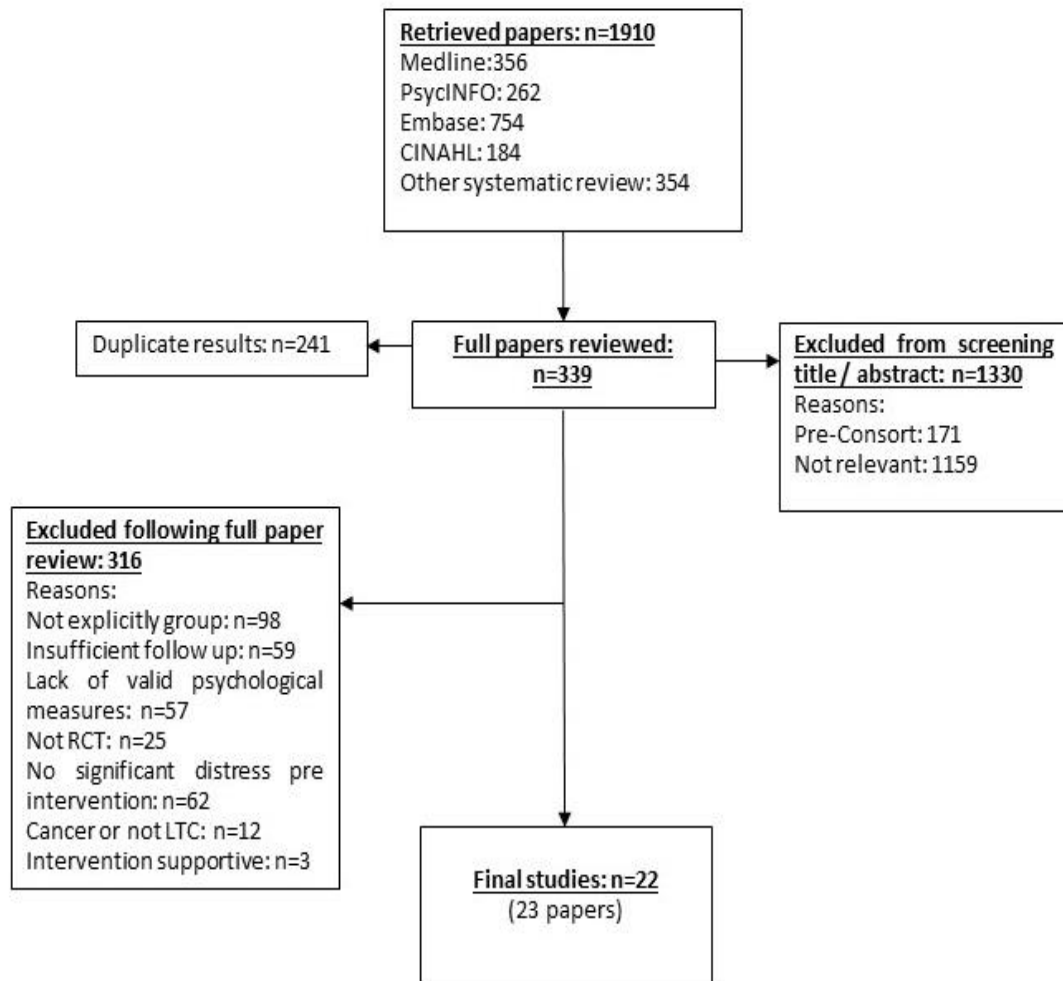 Retrieved papers: n=1910
Medline:356
PsycINFO: 262
Embase: 754
CINAHL: 184
Other systematic review: 354
Duplicate results: n=241
Full papers reviewed:
n=339
Excluded from screening
title / abstract: n=1330
Reasons:
Pre-Consort: 171
Not relevant: 1159
Excluded following full paper
review: 316
Reasons:
Not explicitly group: n=98
Insufficient follow up: n=59
Lack of valid psychological
measures: n=57
Not RCT: n=25
No significant distress pre
intervention: n=62
Cancer or not LTC: n=12
Intervention supportive: n=3
Final studies: n=22
(23 papers)